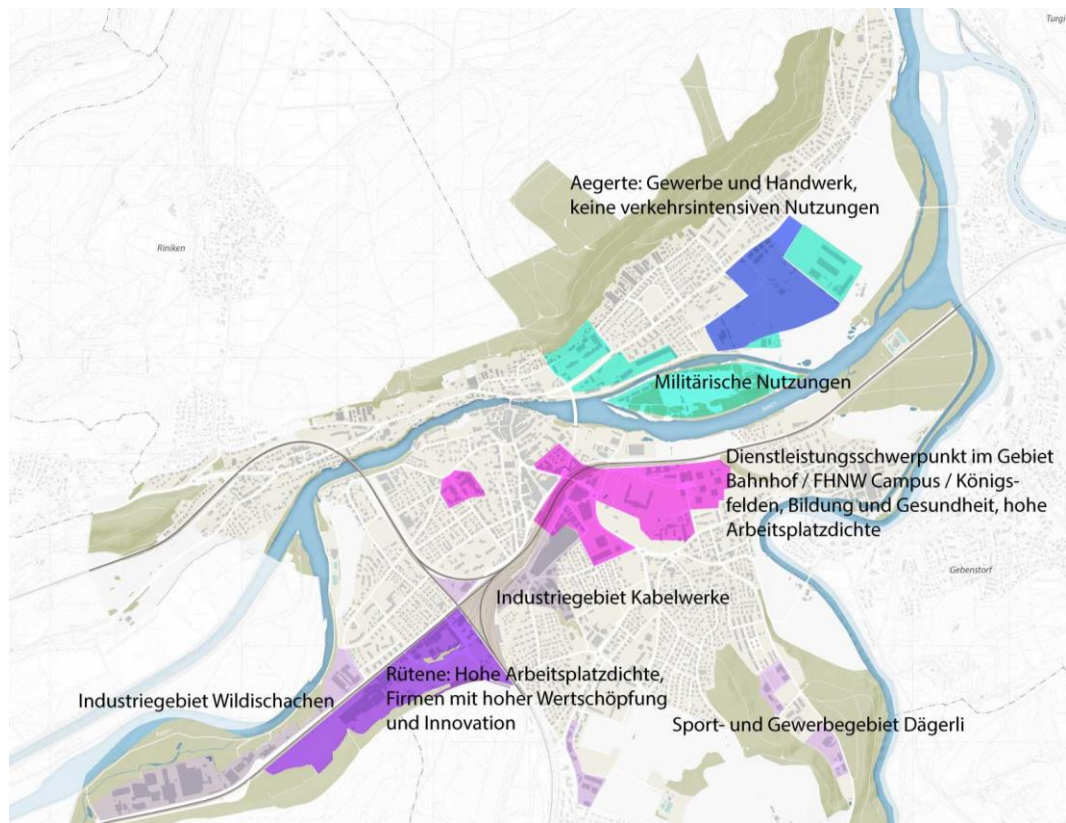 Turgi
Aegerte: Gewerbe und Handwerk,
keine verkehrsintensiven Nutzungen
Riniken
Militärische Nutzungen
Aare
Dienstleistungsschwerpunkt im Gebiet
Bahnhof / FHNW Campus / Königs-
felden, Bildung und Gesundheit, hohe
Arbeitsplatzdichte
Gebenstorf
Industriegebiet Kabelwerke
Rütene: Hohe Arbeitsplatzdichte,
Firmen mit hoher Wertschöpfung
und Innovation
Industriegebiet Wildischachen
Sport- und Gewerbegebiet Dägerli